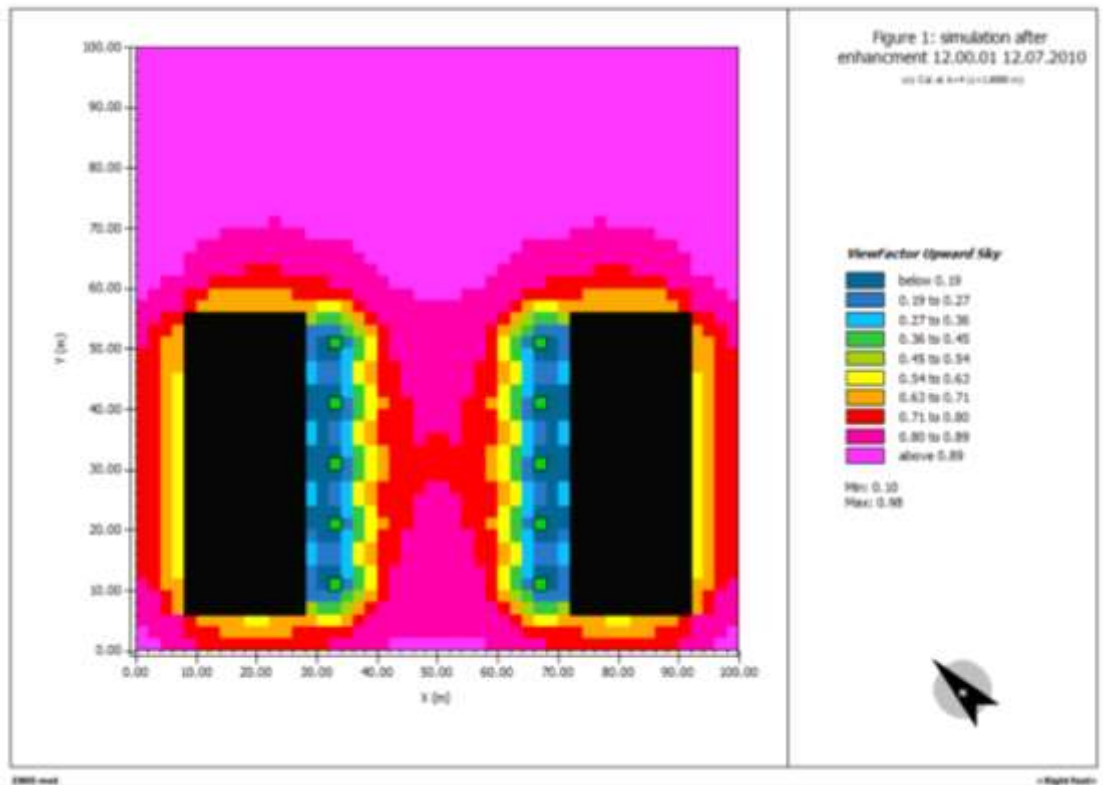 Figure 1: simulation after
enhancment 12.00.01 12.07.2010
ViewFactor Upward Sky
below 0.19
0.19 to 0.27
0.27 to 0.36
0.36 to 0.45
0.45 to 0.54
0.54 to 0.63
0.63 to 0.71
0.71 to 0.80
0.80 to 0.89
above 0.89
Min: 0.10
Max: 0.98
100.00
90.00
80.00
70.00
60.00
50.00
40.00
30.00
20.00
10.00
0.00
Y (m)
0.00 10.00 20.00 30.00 40.00 50.00 60.00 70.00 80.00 90.00 100.00
X (m)
<Right foot>